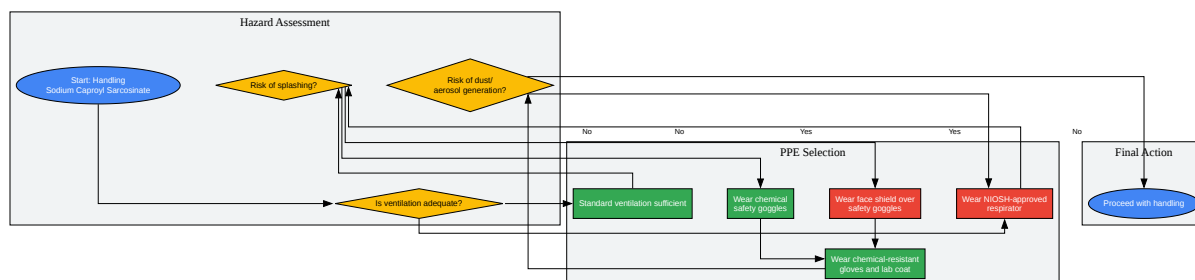 Hazard Assessment
Start: Handling
Sodium Caproyl Sarcosinate
Risk of splashing?
Risk of dust/
aerosol generation?
Is ventilation adequate?
No
No
Yes
Yes
No
PPE Selection
Standard ventilation sufficient
Wear chemical
safety goggles
Wear face shield over
safety goggles
Wear NIOSH-approved
respirator
Wear chemical-resistant
gloves and lab coat
Final Action
Proceed with handling